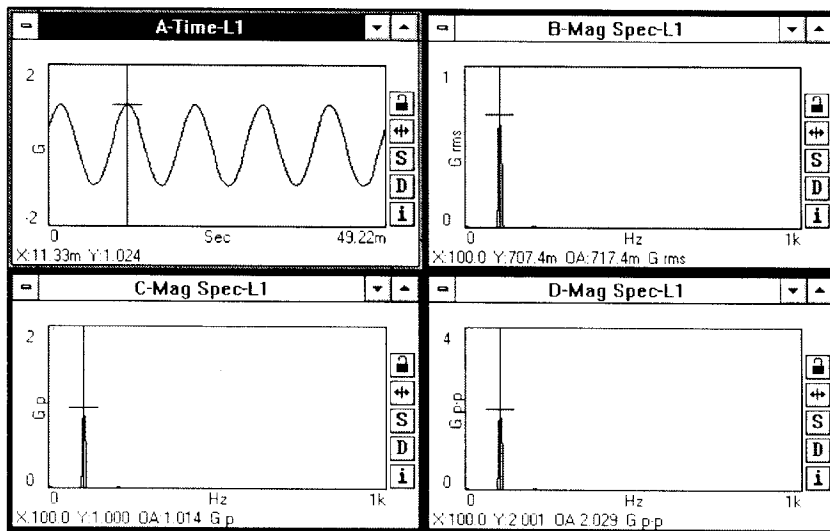 A-Time-L1
2
G
-2
0
Sec
49.22m
X:11.33m Y:1.024
S
D
i
B-Mag Spec-L1
1
G rms
0
0
Hz
1k
X:100.0 Y:707.4m OA:717.4m G rms
S
D
i
C-Mag Spec-L1
2
G p
0
0
Hz
1k
X:100.0 Y:1.000 OA:1.014 G p
S
D
i
D-Mag Spec-L1
4
G p-p
0
0
Hz
1k
X:100.0 Y:2.001 OA:2.029 G p-p
S
D
i